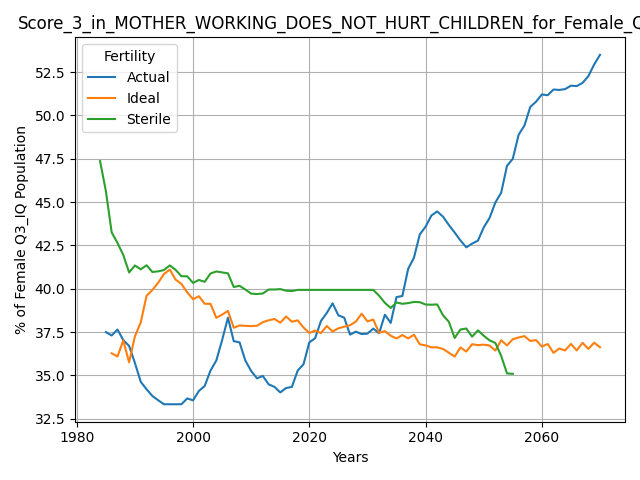 Score_3_in_MOTHER_WORKING_DOES_NOT_HURT_CHILDREN_for_Female_Q
Fertility
Actual
Ideal
Sterile
% of Female Q3_IQ Population
52.5
50.0
47.5
45.0
42.5
40.0
37.5
35.0
32.5
1980 2000 2020 2040 2060
Years